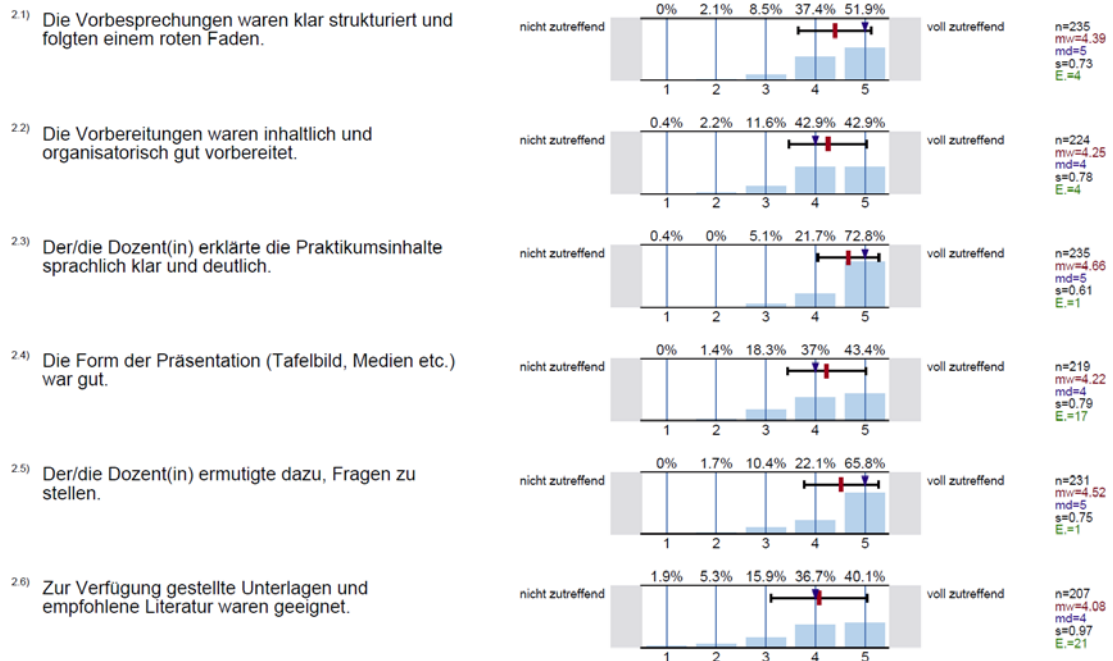 2.1) Die Vorbesprechungen waren klar strukturiert und
folgten einem roten Faden.
nicht zutreffend
0% 2.1% 8.5% 37.4% 51.9%
1 2 3 4 5
voll zutreffend
n=235
mw=4.39
md=5
s=0.73
E.=4
2.2) Die Vorbereitungen waren inhaltlich und
organisatorisch gut vorbereitet.
nicht zutreffend
0.4% 2.2% 11.6% 42.9% 42.9%
1 2 3 4 5
voll zutreffend
n=224
mw=4.25
md=4
s=0.78
E.=4
2.3) Der/die Dozent(in) erklärte die Praktikumsinhalte
sprachlich klar und deutlich.
nicht zutreffend
0.4% 0% 5.1% 21.7% 72.8%
1 2 3 4 5
voll zutreffend
n=235
mw=4.66
md=5
s=0.61
E.=1
2.4) Die Form der Präsentation (Tafelbild, Medien etc.)
war gut.
nicht zutreffend
0% 1.4% 18.3% 37% 43.4%
1 2 3 4 5
voll zutreffend
n=219
mw=4.22
md=4
s=0.79
E.=17
2.5) Der/die Dozent(in) ermutigte dazu, Fragen zu
stellen.
nicht zutreffend
0% 1.7% 10.4% 22.1% 65.8%
1 2 3 4 5
voll zutreffend
n=231
mw=4.52
md=5
s=0.75
E.=1
2.6) Zur Verfügung gestellte Unterlagen und
empfohlene Literatur waren geeignet.
nicht zutreffend
1.9% 5.3% 15.9% 36.7% 40.1%
1 2 3 4 5
voll zutreffend
n=207
mw=4.08
md=4
s=0.97
E.=21